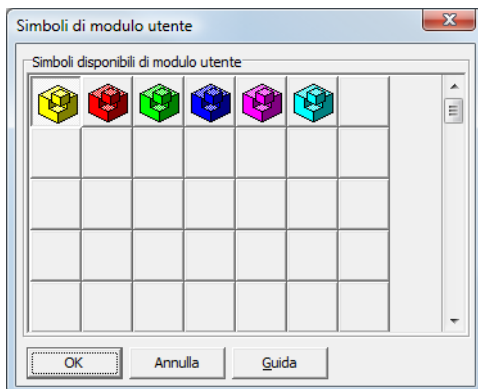 Simboli di modulo utente
Simboli disponibili di modulo utente
OK
Annulla
Guida